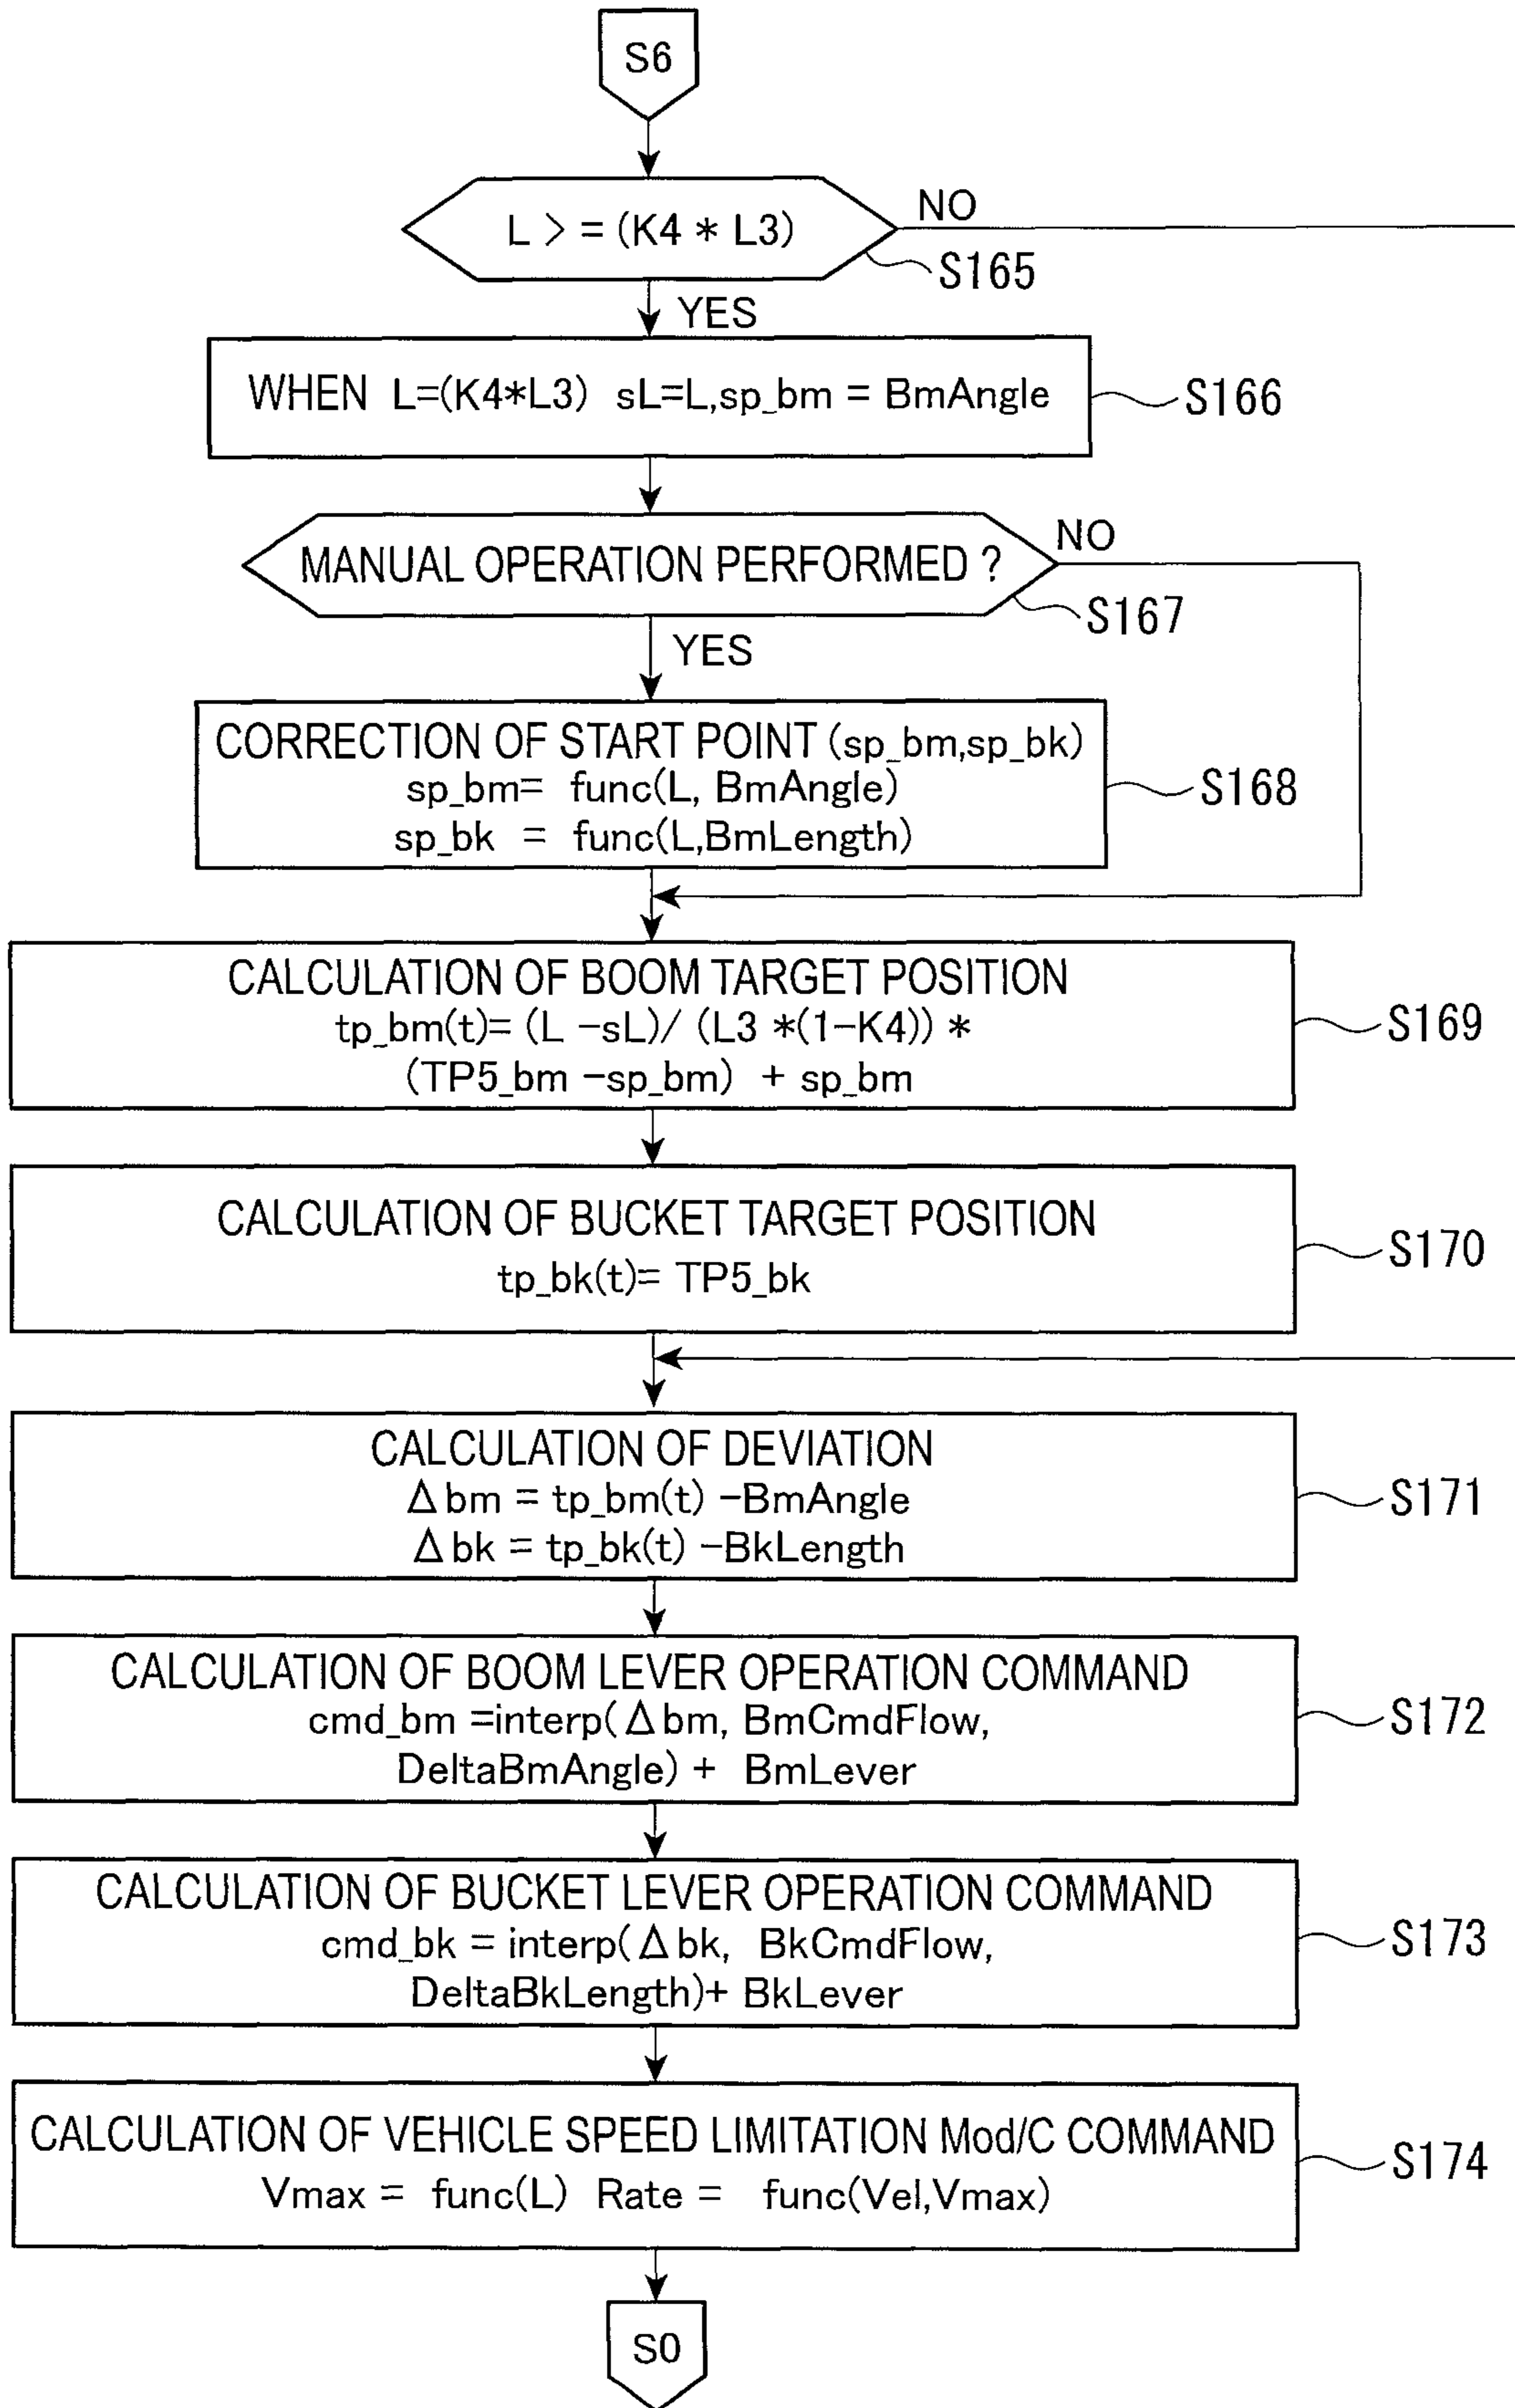 S6
L > = (K4 * L3)
NO
S165
YES
WHEN L=(K4*L3) sL=L,sp_bm = BmAngle
S166
MANUAL OPERATION PERFORMED ?
NO
S167
YES
CORRECTION OF START POINT (sp_bm,sp_bk)
sp_bm= func(L, BmAngle)
sp_bk = func(L,BmLength)
S168
CALCULATION OF BOOM TARGET POSITION
tp_bm(t)= (L -sL)/ (L3 *(1-K4)) *
(TP5_bm -sp_bm) + sp_bm
S169
CALCULATION OF BUCKET TARGET POSITION
tp_bk(t)= TP5_bk
S170
CALCULATION OF DEVIATION
Δbm = tp_bm(t) -BmAngle
Δbk = tp_bk(t) -BkLength
S171
CALCULATION OF BOOM LEVER OPERATION COMMAND
cmd_bm =interp(Δbm, BmCmdFlow,
DeltaBmAngle) + BmLever
S172
CALCULATION OF BUCKET LEVER OPERATION COMMAND
cmd_bk = interp(Δbk, BkCmdFlow,
DeltaBkLength)+ BkLever
S173
CALCULATION OF VEHICLE SPEED LIMITATION Mod/C COMMAND
Vmax = func(L) Rate = func(Vel,Vmax)
S174
S0